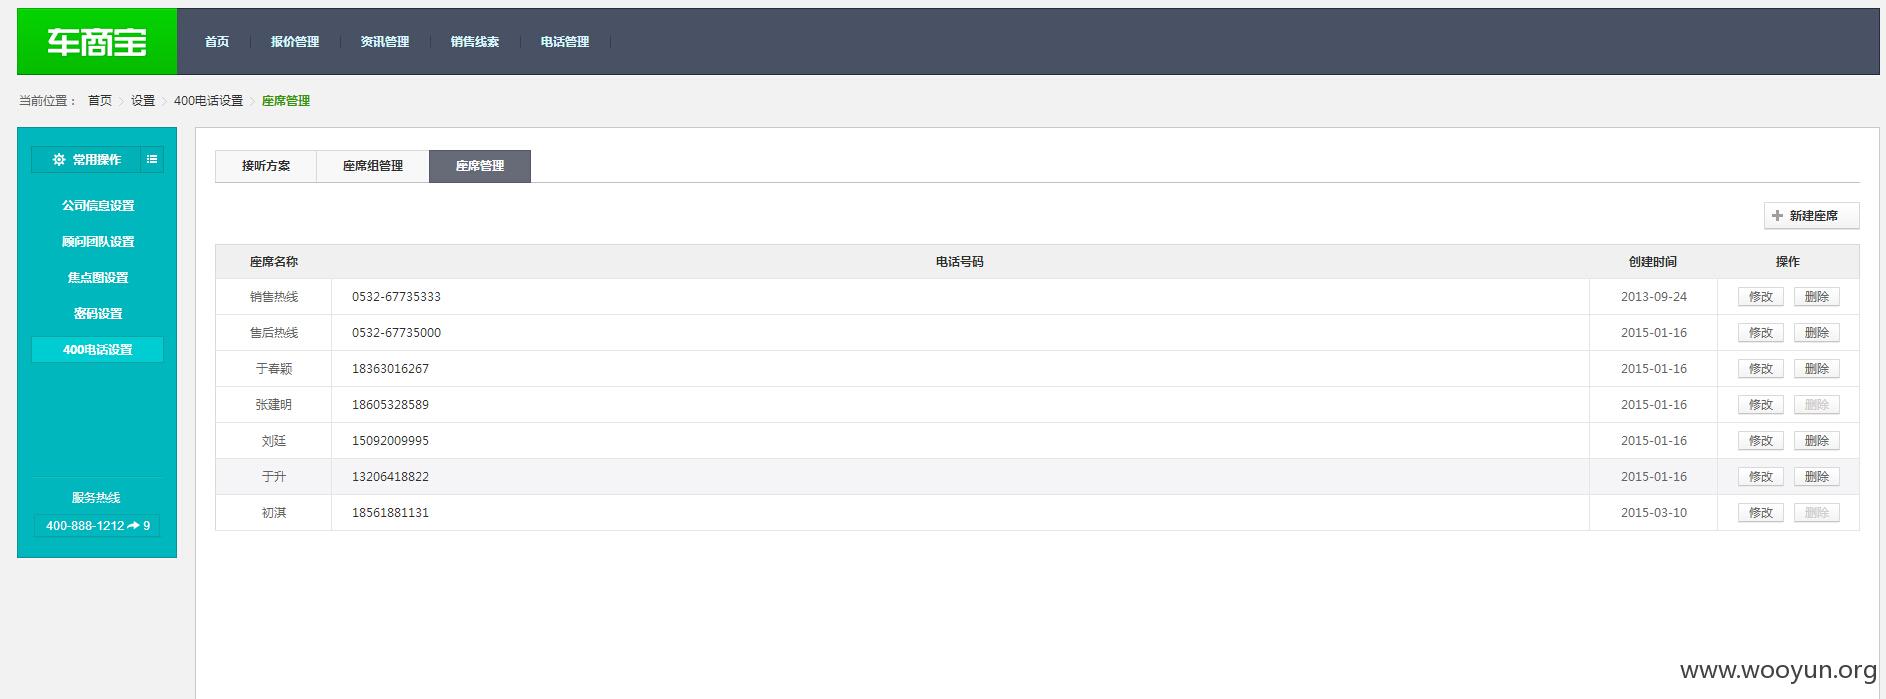 车商宝 首页 报价管理 资讯管理 销售线索 电话管理
当前位置： 首页 设置 400电话设置 座席管理
常用操作
公司信息设置
顾问团队设置
焦点图设置
密码设置
400电话设置
服务热线
400-888-1212 9
接听方案 座席组管理 座席管理
新建座席
座席名称 电话号码 创建时间 操作
销售热线 0532-67735333 2013-09-24 修改 删除
售后热线 0532-67735000 2015-01-16 修改 删除
于春颖 18363016267 2015-01-16 修改 删除
张建明 18605328589 2015-01-16 修改 删除
刘廷 15092009995 2015-01-16 修改 删除
于升 13206418822 2015-01-16 修改 删除
初淇 18561881131 2015-03-10 修改 删除
www.wooyun.org